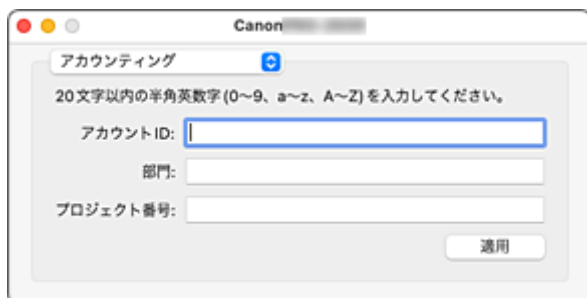 Canon
アカウンティング
20文字以内の半角英数字(0～9、a～z、A～Z)を入力してください。
アカウントID:
部門:
プロジェクト番号:
適用